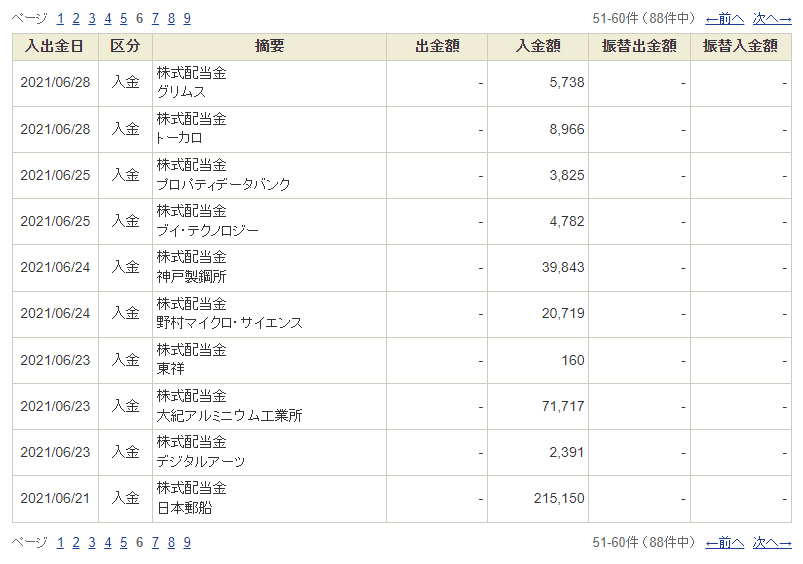 ページ 1 2 3 4 5 6 7 8 9 51-60件（88件中） ←前へ 次へ→
入出金日 区分 摘要 出金額 入金額 振替出金額 振替入金額
2021/06/28 入金 株式配当金 - 5,738 - -
グリムス
2021/06/28 入金 株式配当金 - 8,966 - -
トーカロ
2021/06/25 入金 株式配当金 - 3,825 - -
プロパティデータバンク
2021/06/25 入金 株式配当金 - 4,782 - -
ブイ・テクノロジー
2021/06/24 入金 株式配当金 - 39,843 - -
神戸製鋼所
2021/06/24 入金 株式配当金 - 20,719 - -
野村マイクロ・サイエンス
2021/06/23 入金 株式配当金 - 160 - -
東祥
2021/06/23 入金 株式配当金 - 71,717 - -
大紀アルミニウム工業所
2021/06/23 入金 株式配当金 - 2,391 - -
デジタルアーツ
2021/06/21 入金 株式配当金 - 215,150 - -
日本郵船
ページ 1 2 3 4 5 6 7 8 9 51-60件（88件中） ←前へ 次へ→